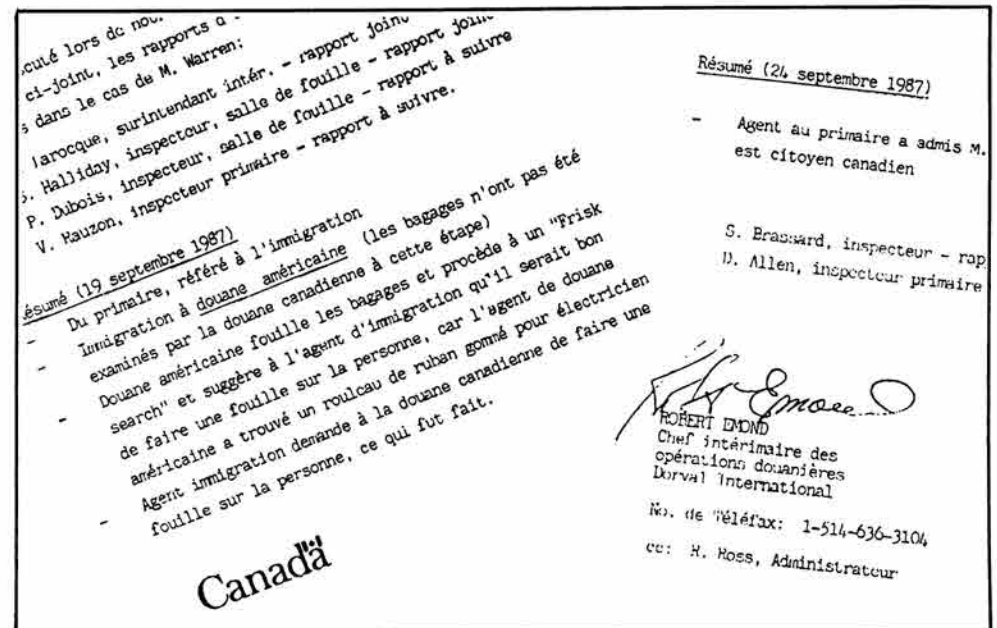 cuté lors de not.
ci-joint, les rapports d
s dans le cas de M. Warren:
arocque, surintendant intér. – rapport joint
S. Halliday, inspecteur, salle de fouille – rapport joint
P. Dubois, inspecteur, salle de fouille – rapport à suivre
V. Rauzon, inspecteur primaire – rapport à suivre.
ésumé (19 septembre 1987)
– Du primaire, référé à l'immigration
– Immigration à douane américaine (les bagages n'ont pas été
examinés par la douane canadienne à cette étape)
– Douane américaine fouille les bagages et procède à un "Frisk
search" et suggère à l'agent d'immigration qu'il serait bon
de faire une fouille sur la personne, car l'agent de douane
américaine a trouvé un rouleau de ruban gommé pour électricien
– Agent immigration demande à la douane canadienne de faire une
fouille sur la personne, ce qui fut fait.
Canada
Résumé (24 septembre 1987)
– Agent au primaire a admis M.
est citoyen canadien
S. Brassard, inspecteur – rap
D. Allen, inspecteur primaire
Emond
ROBERT EMOND
Chef intérimaire des
opérations douanières
Dorval International
No. de Téléfax: 1-514-636-3104
cc: R. Ross, Administrateur